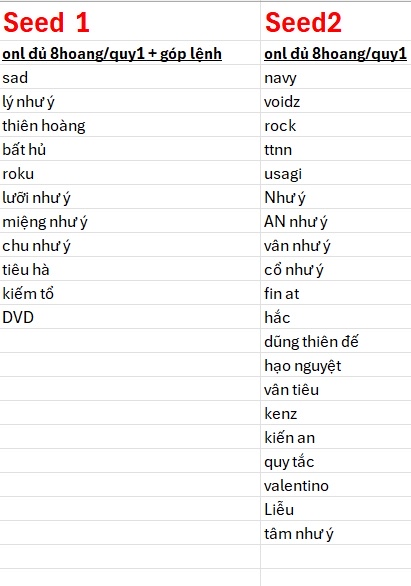 Seed 1
onl đủ 8hoang/quy1 + góp lệnh
sad
lý như ý
thiên hoàng
bất hủ
roku
lưỡi như ý
miệng như ý
chu như ý
tiêu hà
kiếm tổ
DVD
Seed2
onl đủ 8hoang/quy1
navy
voidz
rock
ttnn
usagi
Như ý
AN như ý
vân như ý
cổ như ý
fin at
hắc
dũng thiên đế
hạo nguyệt
vân tiêu
kenz
kiến an
quy tắc
valentino
Liễu
tâm như ý